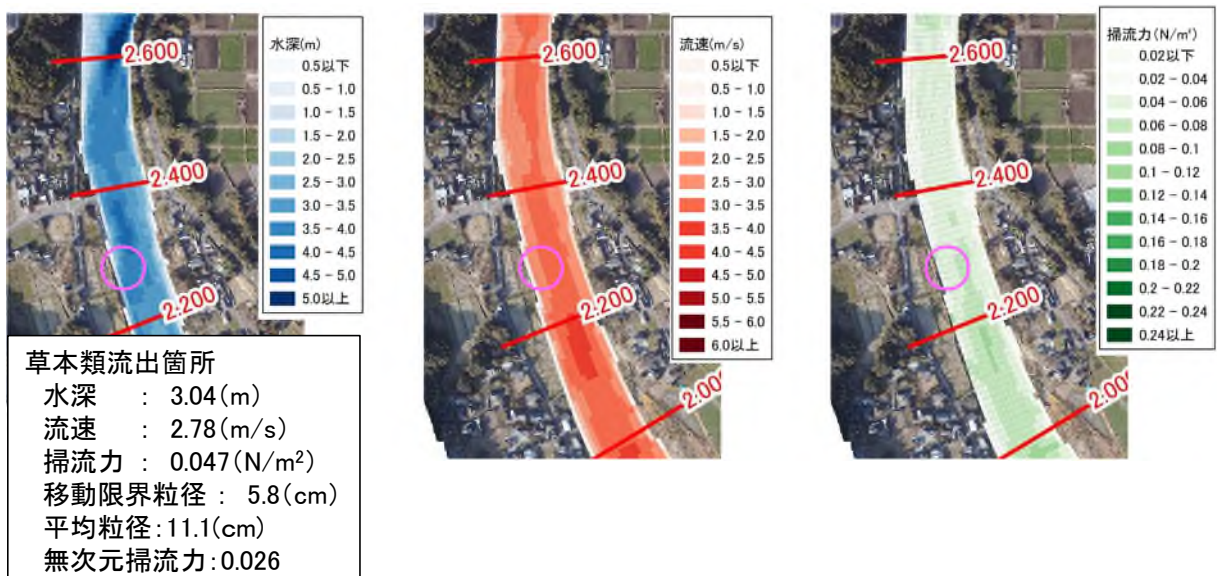 2.600
2.400
2.200
水深(m)
0.5以下
0.5 - 1.0
1.0 - 1.5
1.5 - 2.0
2.0 - 2.5
2.5 - 3.0
3.0 - 3.5
3.5 - 4.0
4.0 - 4.5
4.5 - 5.0
5.0以上
草本類流出箇所
水深 : 3.04(m)
流速 : 2.78(m/s)
掃流力 : 0.047(N/m²)
移動限界粒径 : 5.8(cm)
平均粒径:11.1(cm)
無次元掃流力:0.026
2.600
2.400
2.200
2.000
流速(m/s)
0.5以下
0.5 - 1.0
1.0 - 1.5
1.5 - 2.0
2.0 - 2.5
2.5 - 3.0
3.0 - 3.5
3.5 - 4.0
4.0 - 4.5
4.5 - 5.0
5.0 - 5.5
5.5 - 6.0
6.0以上
2.600
2.400
2.200
2.000
掃流力(N/㎡)
0.02以下
0.02 - 0.04
0.04 - 0.06
0.06 - 0.08
0.08 - 0.1
0.1 - 0.12
0.12 - 0.14
0.14 - 0.16
0.16 - 0.18
0.18 - 0.2
0.2 - 0.22
0.22 - 0.24
0.24以上